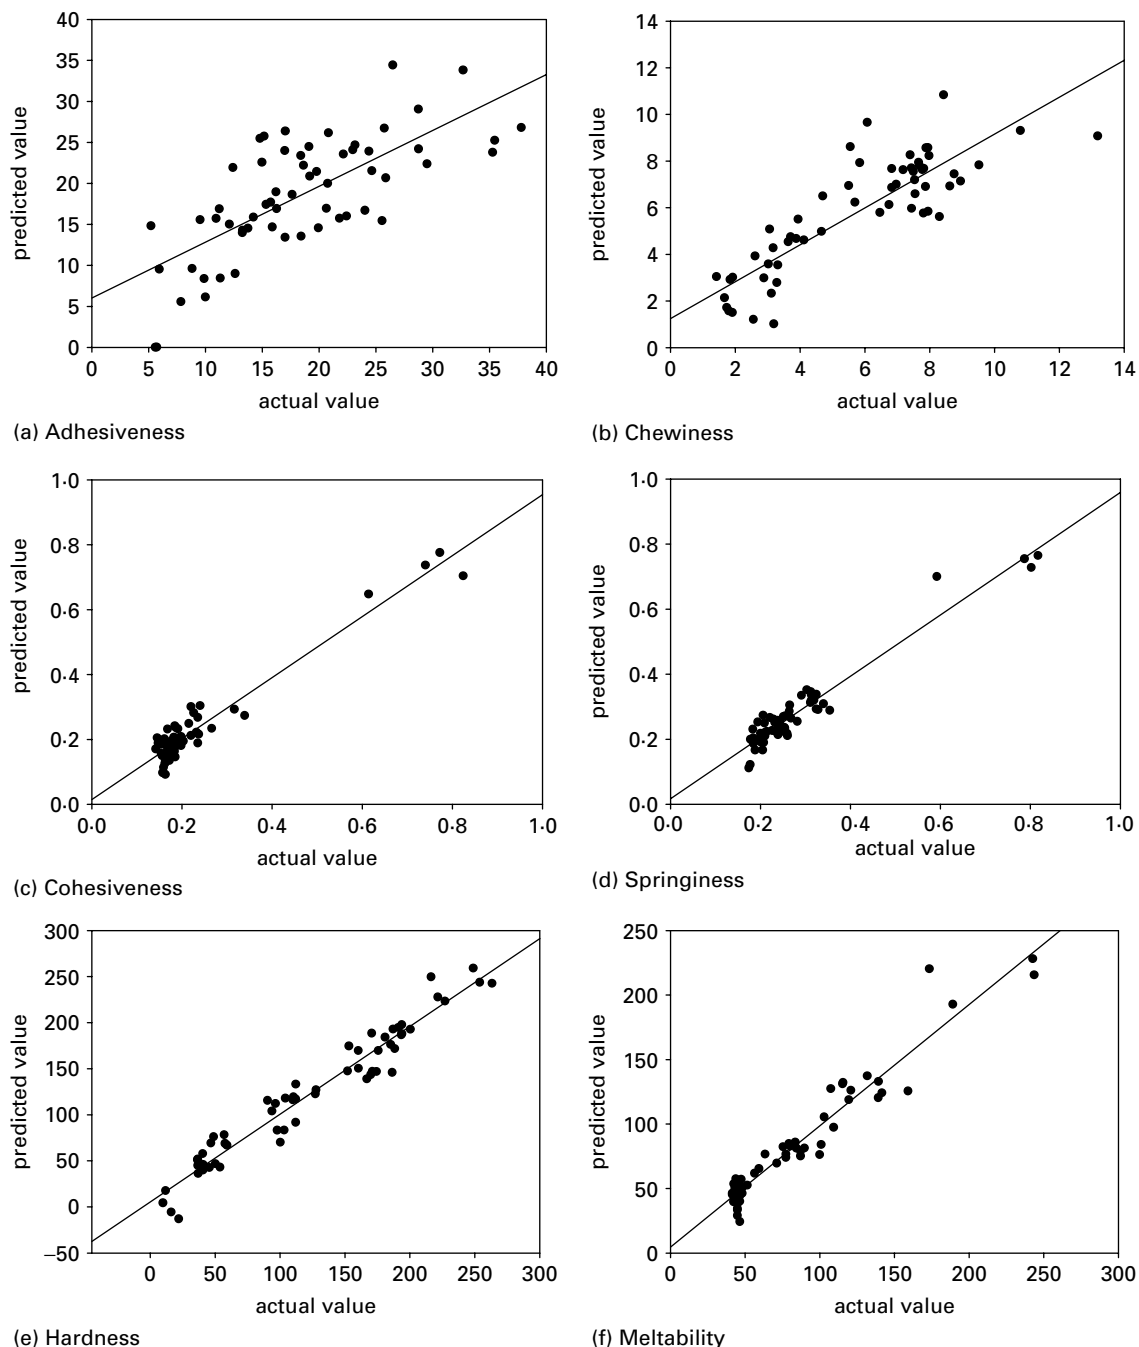 40
35
30
25
20
15
10
5
0
predicted value
0 5 10 15 20 25 30 35 40
actual value
(a) Adhesiveness
14
12
10
8
6
4
2
0
predicted value
0 2 4 6 8 10 12 14
actual value
(b) Chewiness
1·0
0·8
0·6
0·4
0·2
0·0
predicted value
0·0 0·2 0·4 0·6 0·8 1·0
actual value
(c) Cohesiveness
1·0
0·8
0·6
0·4
0·2
0·0
predicted value
0·0 0·2 0·4 0·6 0·8 1·0
actual value
(d) Springiness
300
250
200
150
100
50
0
–50
predicted value
0 50 100 150 200 250 300
actual value
(e) Hardness
250
200
150
100
50
0
predicted value
0 50 100 150 200 250 300
actual value
(f) Meltability